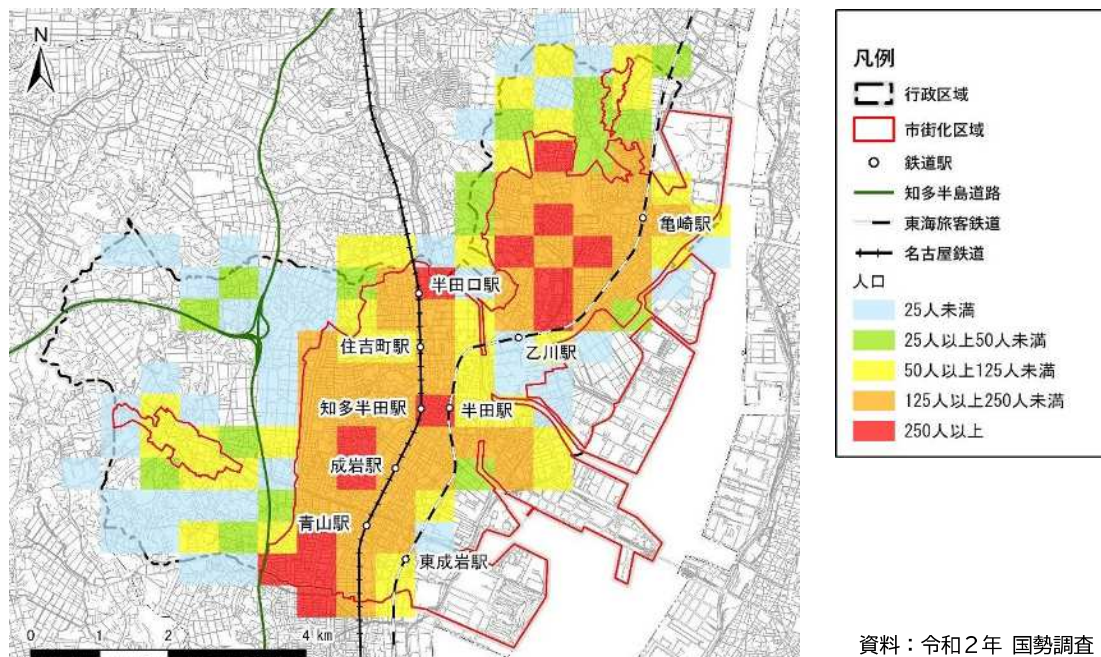 N
亀崎駅
半田口駅
住吉町駅
乙川駅
知多半田駅
半田駅
成岩駅
青山駅
東成岩駅
0 1 2 4 km
凡例
行政区域
市街化区域
鉄道駅
知多半島道路
東海旅客鉄道
名古屋鉄道
人口
25人未満
25人以上50人未満
50人以上125人未満
125人以上250人未満
250人以上
資料：令和２年 国勢調査